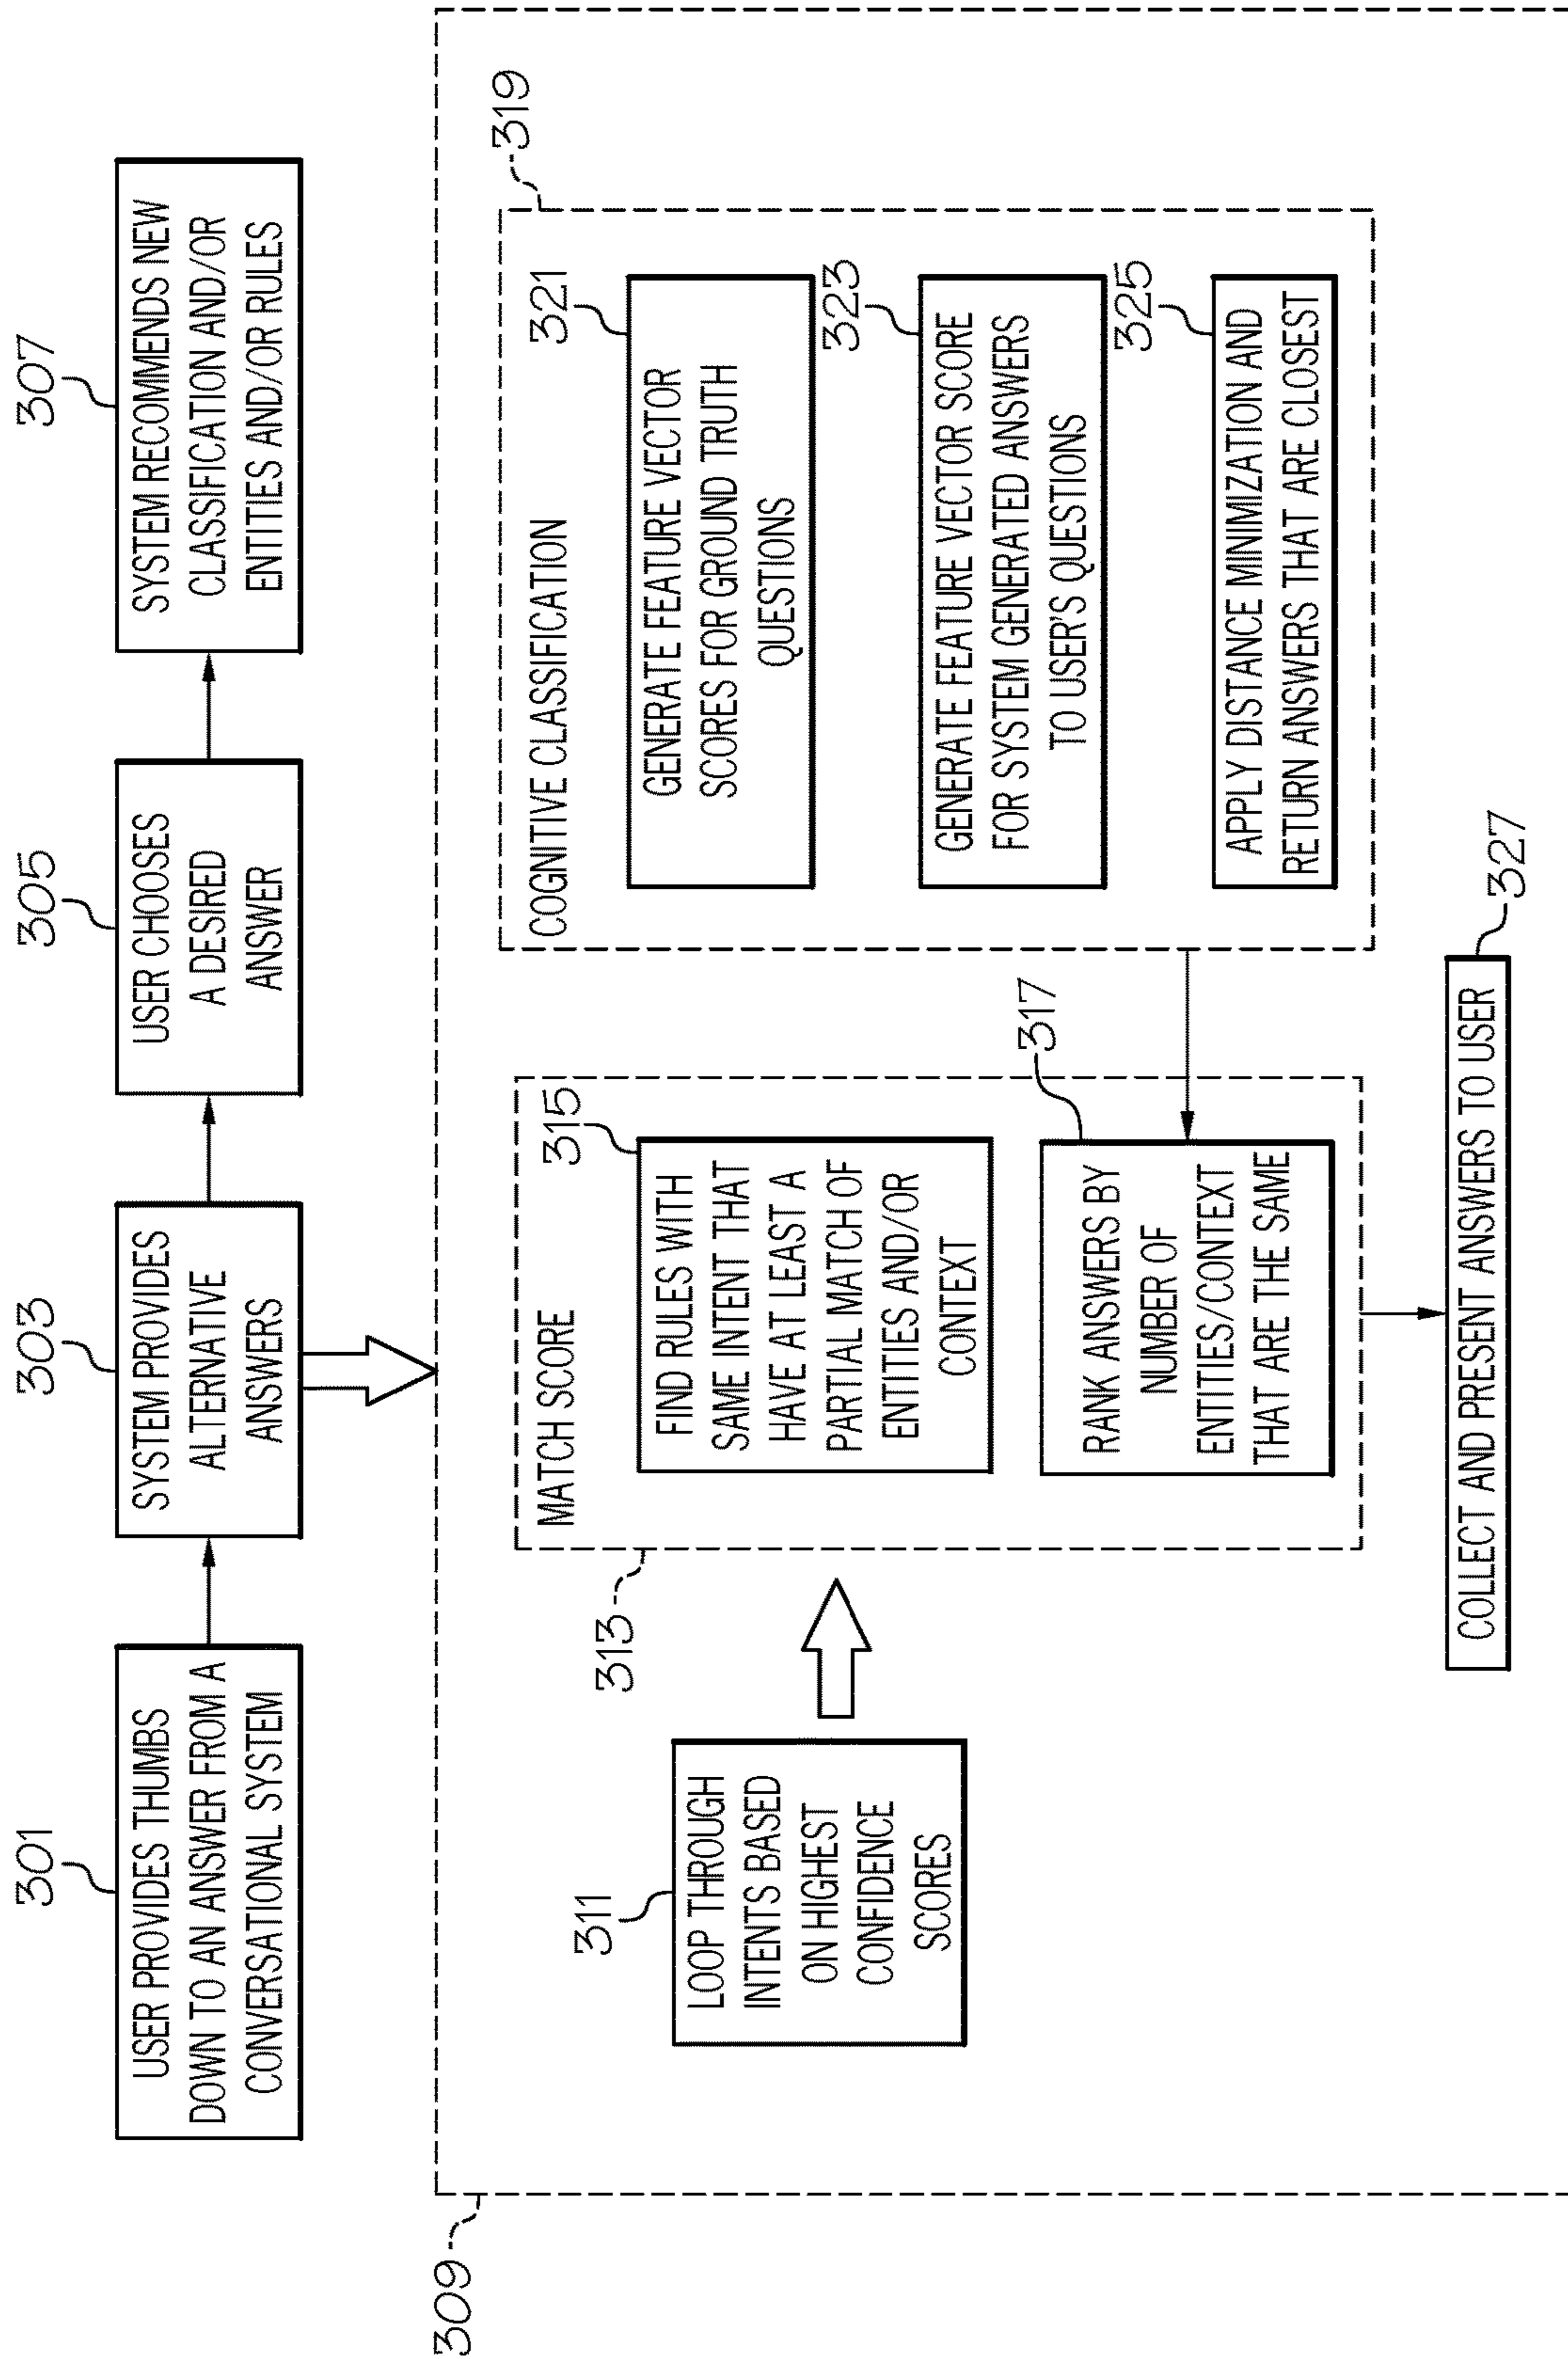 301
USER PROVIDES THUMBS
DOWN TO AN ANSWER FROM A
CONVERSATIONAL SYSTEM
303
SYSTEM PROVIDES
ALTERNATIVE
ANSWERS
305
USER CHOOSES
A DESIRED
ANSWER
307
SYSTEM RECOMMENDS NEW
CLASSIFICATION AND/OR
ENTITIES AND/OR RULES
309
311
LOOP THROUGH
INTENTS BASED
ON HIGHEST
CONFIDENCE
SCORES
313
MATCH SCORE
315
FIND RULES WITH
SAME INTENT THAT
HAVE AT LEAST A
PARTIAL MATCH OF
ENTITIES AND/OR
CONTEXT
317
RANK ANSWERS BY
NUMBER OF
ENTITIES/CONTEXT
THAT ARE THE SAME
319
COGNITIVE CLASSIFICATION
321
GENERATE FEATURE VECTOR
SCORES FOR GROUND TRUTH
QUESTIONS
323
GENERATE FEATURE VECTOR SCORE
FOR SYSTEM GENERATED ANSWERS
TO USER'S QUESTIONS
325
APPLY DISTANCE MINIMIZATION AND
RETURN ANSWERS THAT ARE CLOSEST
327
COLLECT AND PRESENT ANSWERS TO USER